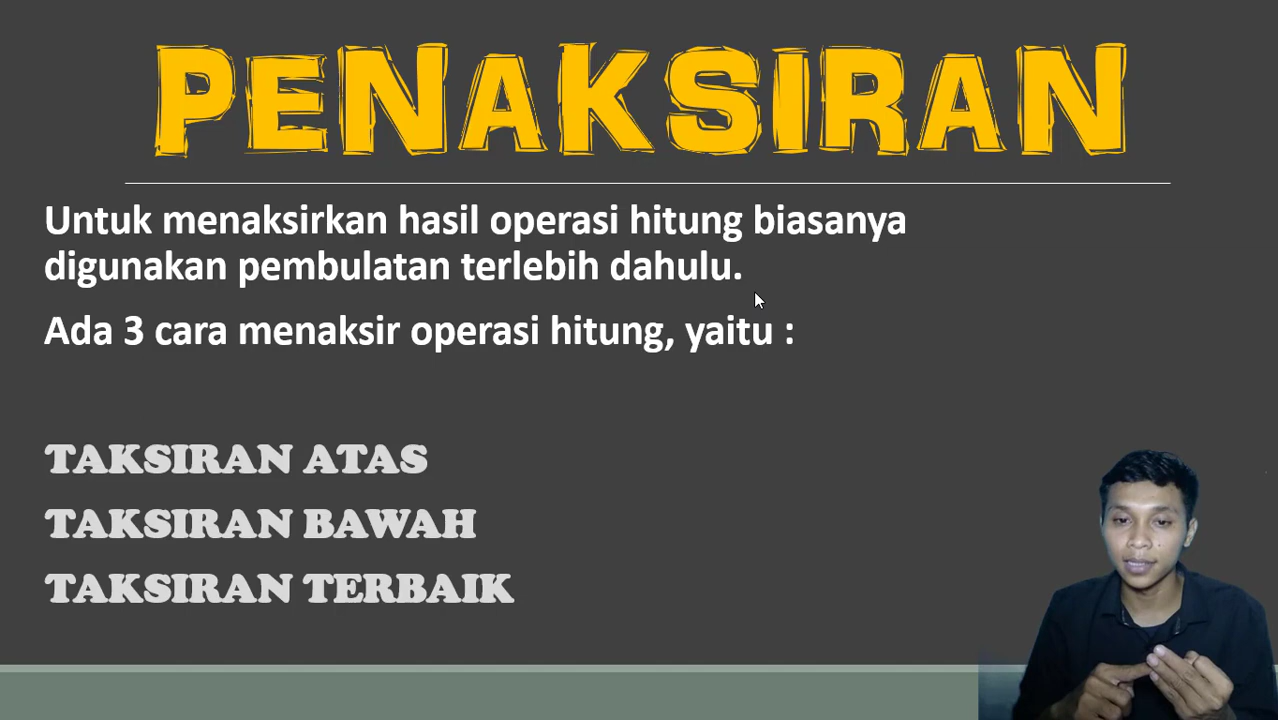 PENAKSIRAN
Untuk menaksirkan hasil operasi hitung biasanya
digunakan pembulatan terlebih dahulu.
Ada 3 cara menaksir operasi hitung, yaitu :
TAKSIRAN ATAS
TAKSIRAN BAWAH
TAKSIRAN TERBAIK